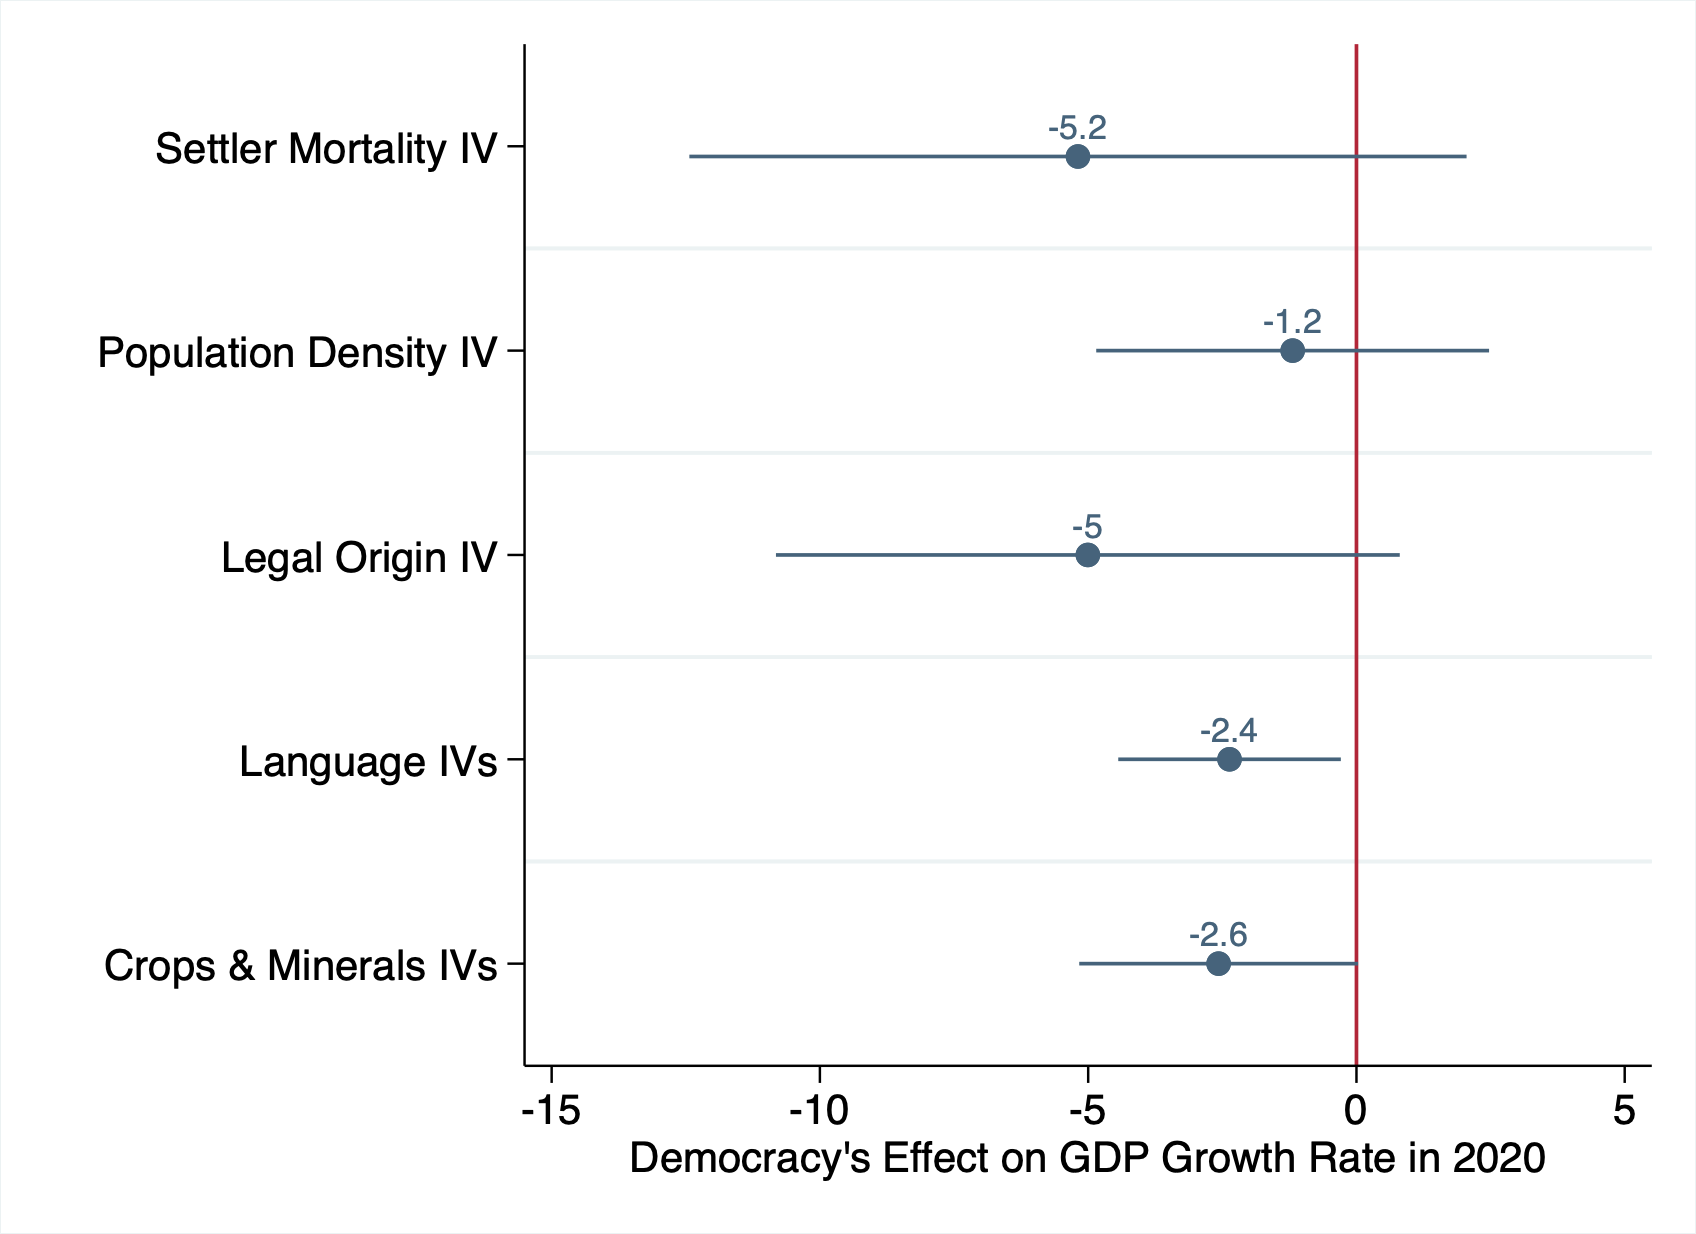 Settler Mortality IV
-5.2
Population Density IV
-1.2
Legal Origin IV
-5
Language IVs
-2.4
Crops & Minerals IVs
-2.6
-15 -10 -5 0 5
Democracy's Effect on GDP Growth Rate in 2020